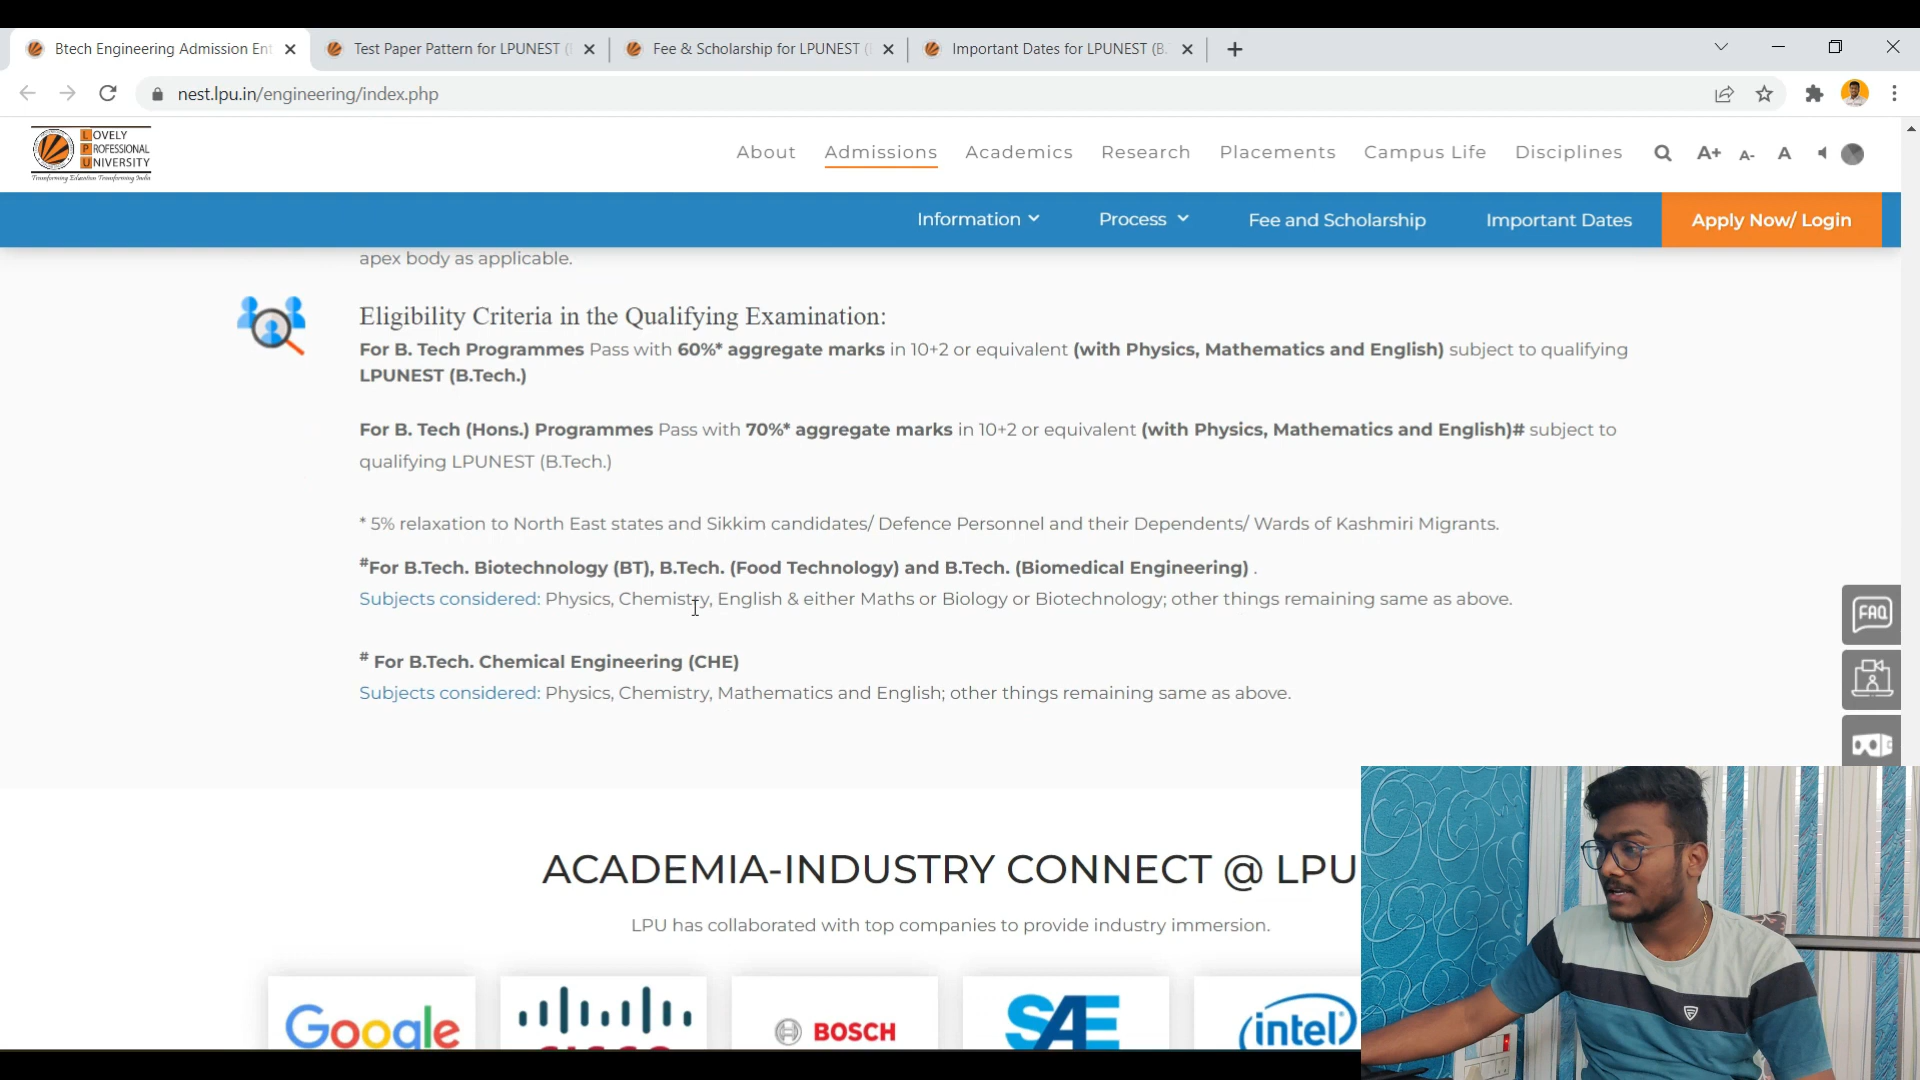 Btech Engineering Admission Ent
Test Paper Pattern for LPUNEST (
Fee & Scholarship for LPUNEST (
Important Dates for LPUNEST (B.
nest.lpu.in/engineering/index.php
LOVELY
PROFESSIONAL
UNIVERSITY
Transforming Education Transforming India
About
Admissions
Academics
Research
Placements
Campus Life
Disciplines
A+
A-
A
Information
Process
Fee and Scholarship
Important Dates
Apply Now/ Login
apex body as applicable.
Eligibility Criteria in the Qualifying Examination:
For B. Tech Programmes Pass with 60%* aggregate marks in 10+2 or equivalent (with Physics, Mathematics and English) subject to qualifying
LPUNEST (B.Tech.)
For B. Tech (Hons.) Programmes Pass with 70%* aggregate marks in 10+2 or equivalent (with Physics, Mathematics and English)# subject to
qualifying LPUNEST (B.Tech.)
* 5% relaxation to North East states and Sikkim candidates/ Defence Personnel and their Dependents/ Wards of Kashmiri Migrants.
#For B.Tech. Biotechnology (BT), B.Tech. (Food Technology) and B.Tech. (Biomedical Engineering) .
Subjects considered: Physics, Chemistry, English & either Maths or Biology or Biotechnology; other things remaining same as above.
# For B.Tech. Chemical Engineering (CHE)
Subjects considered: Physics, Chemistry, Mathematics and English; other things remaining same as above.
FAQ
ACADEMIA-INDUSTRY CONNECT @ LPU
LPU has collaborated with top companies to provide industry immersion.
Google
CISCO
BOSCH
SAE
intel